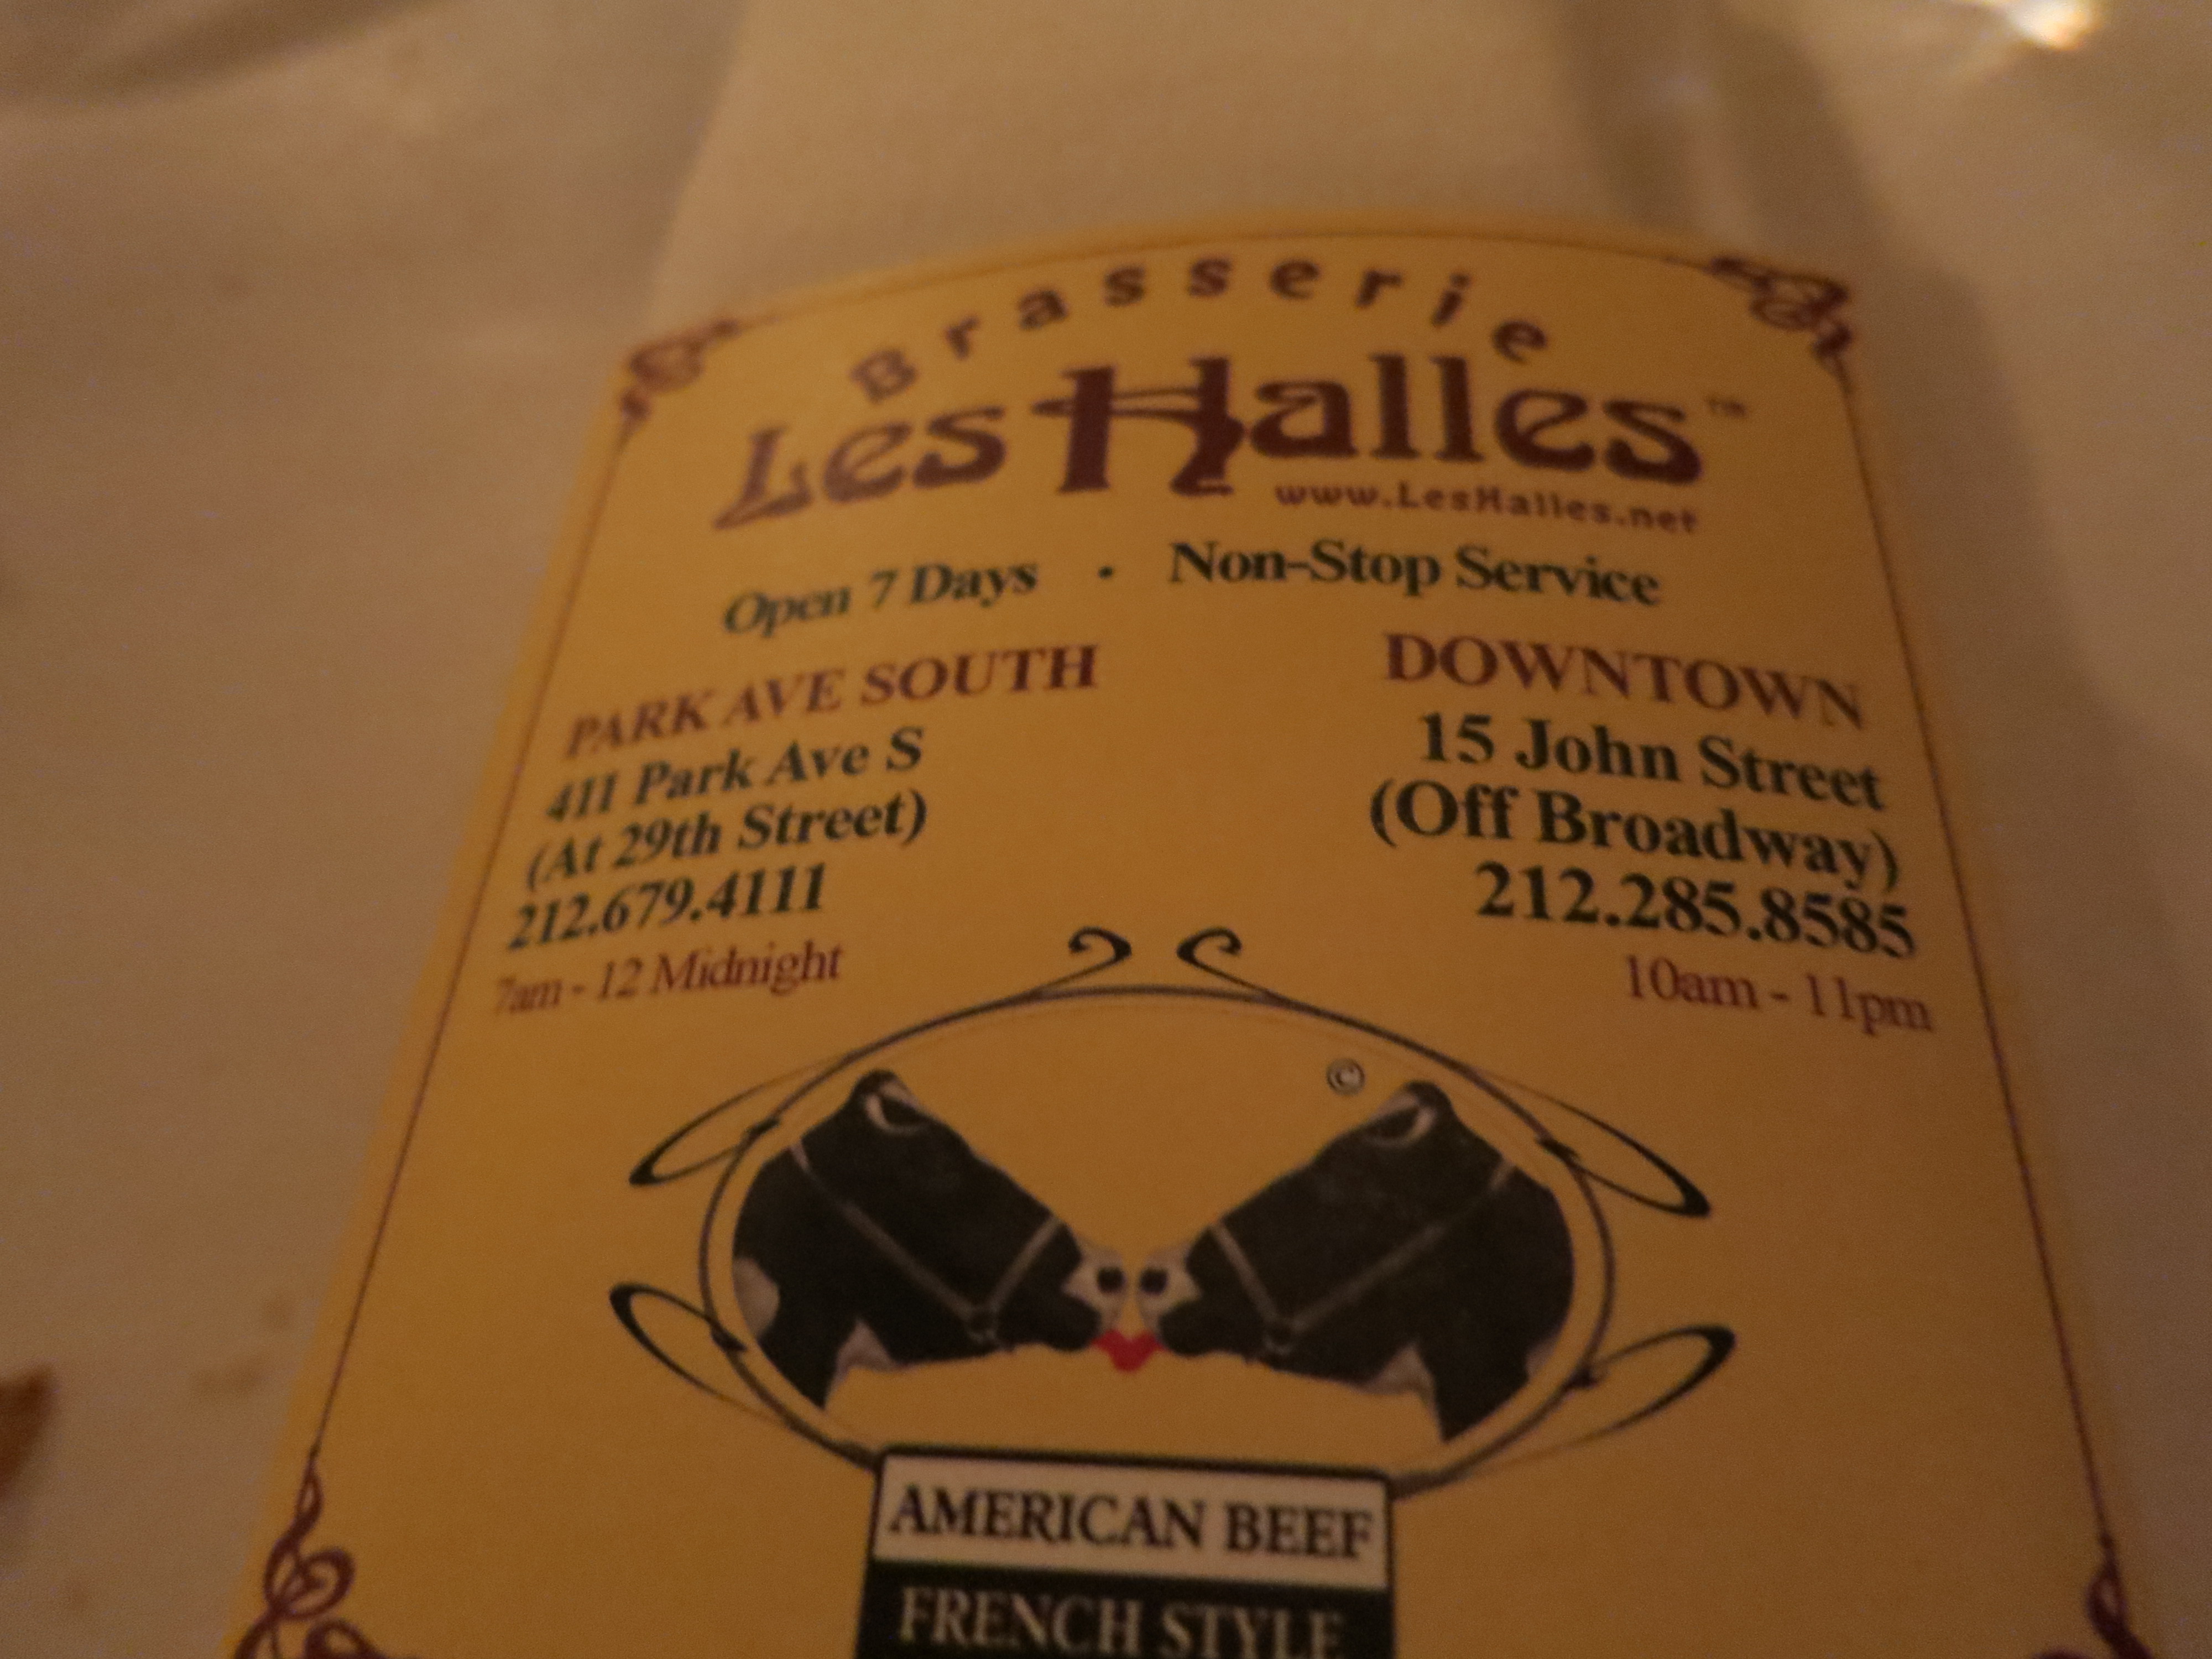 Brasserie
Les Halles™
www.LesHalles.net
Open 7 Days · Non-Stop Service
PARK AVE SOUTH
411 Park Ave S
(At 29th Street)
212.679.4111
7am - 12 Midnight
DOWNTOWN
15 John Street
(Off Broadway)
212.285.8585
10am - 11pm
©
AMERICAN BEEF
FRENCH STYLE